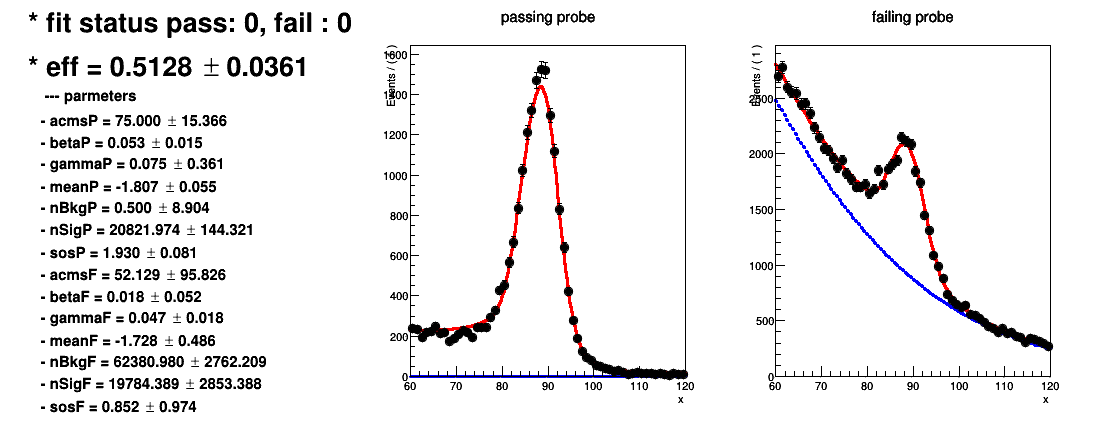 * fit status pass: 0, fail : 0
* eff = 0.5128 ± 0.0361
--- parmeters
- acmsP = 75.000 ± 15.366
- betaP = 0.053 ± 0.015
- gammaP = 0.075 ± 0.361
- meanP = -1.807 ± 0.055
- nBkgP = 0.500 ± 8.904
- nSigP = 20821.974 ± 144.321
- sosP = 1.930 ± 0.081
- acmsF = 52.129 ± 95.826
- betaF = 0.018 ± 0.052
- gammaF = 0.047 ± 0.018
- meanF = -1.728 ± 0.486
- nBkgF = 62380.980 ± 2762.209
- nSigF = 19784.389 ± 2853.388
- sosF = 0.852 ± 0.974
passing probe
Events / ( 1 )
1600
1400
1200
1000
800
600
400
200
0
60 70 80 90 100 110 120
x
failing probe
Events / ( 1 )
2500
2000
1500
1000
500
0
60 70 80 90 100 110 120
x